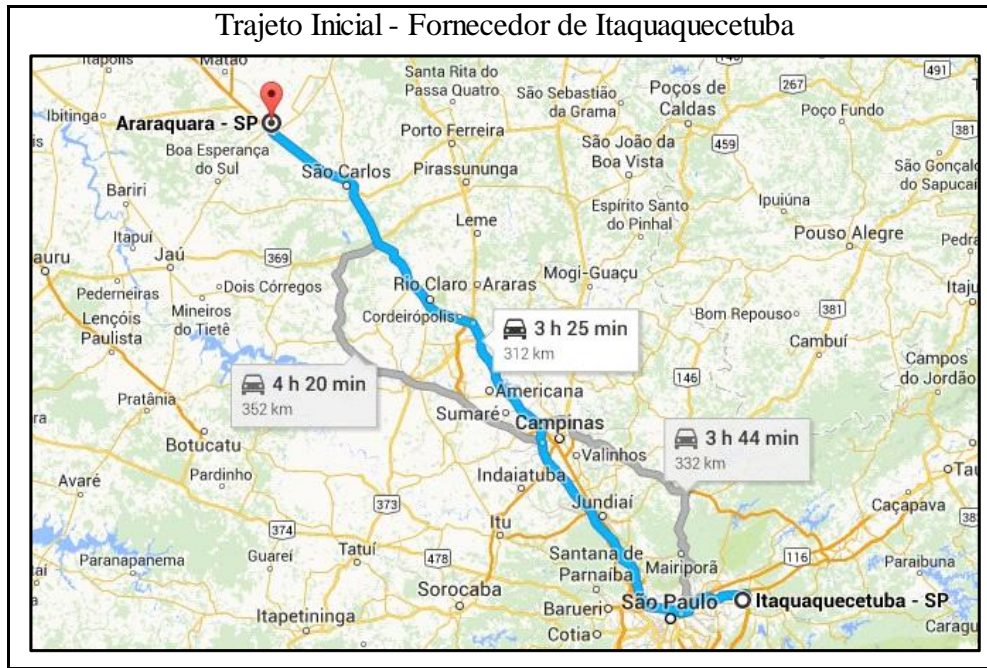 Trajeto Inicial - Fornecedor de Itaquaquecetuba
Matão
Ibitinga
Araraquara - SP
Boa Esperança
do Sul
São Carlos
Bariri
Itapuí
Jaú
369
auru
Pederneiras
Dois Córregos
Mineiros
do Tietê
Lençóis
Paulista
Pratânia
Botucatu
Pardinho
Avaré
Santa Rita do
Passa Quatro
Porto Ferreira
Pirassununga
Leme
Rio Claro
Araras
Cordeirópolis
São Sebastião
da Grama
Poços de
Caldas
267
491
Poço Fundo
381
459
São João da
Boa Vista
São Gonçalo
do Sapucaí
Espírito Santo
do Pinhal
Ipuiúna
Pouso Alegre
Mogi-Guaçu
Bom Repouso
381
Cambuí
Campos
do Jordão
146
3 h 25 min
312 km
4 h 20 min
352 km
3 h 44 min
332 km
Americana
Sumaré
Campinas
Valinhos
Indaiatuba
Itu
Jundiaí
373
374
Guareí
Tatuí
478
Paranapanema
Sorocaba
Itapetininga
Santana de
Parnaíba
Mairiporã
Barueri
São Paulo
Cotia
Itaquaquecetuba - SP
Caçapava
116
Paraibuna